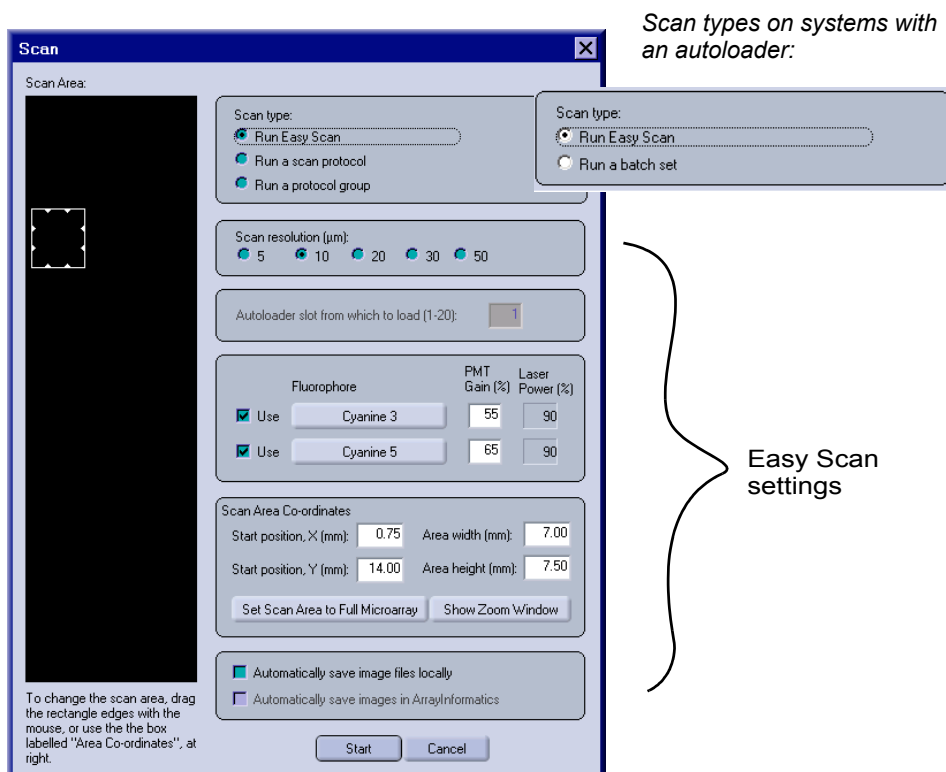 Scan types on systems with
an autoloader:
Scan
Scan Area:
Scan type:
Run Easy Scan
Run a scan protocol
Run a protocol group
Scan type:
Run Easy Scan
Run a batch set
Scan resolution (µm):
5 10 20 30 50
Autoloader slot from which to load (1-20): 1
Fluorophore PMT Gain (%) Laser Power (%)
Use Cyanine 3 55 90
Use Cyanine 5 65 90
Easy Scan
settings
Scan Area Co-ordinates
Start position, X (mm): 0.75 Area width (mm): 7.00
Start position, Y (mm): 14.00 Area height (mm): 7.50
Set Scan Area to Full Microarray Show Zoom Window
Automatically save image files locally
Automatically save images in ArrayInformatics
To change the scan area, drag
the rectangle edges with the
mouse, or use the the box
labelled "Area Co-ordinates", at
right.
Start Cancel